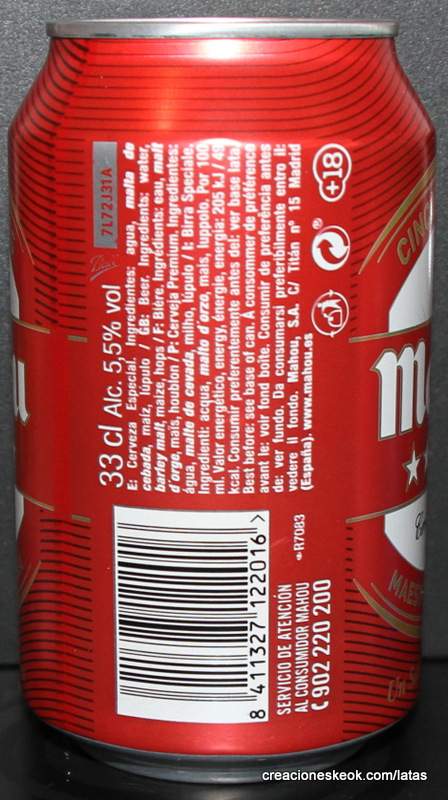 7L72J31A
33 cl Alc. 5,5% vol
E: Cerveza Especial. Ingredientes: agua, malta de
cebada, maíz, lúpulo / GB: Beer. Ingredients: water,
barley malt, maize, hops / F: Bière. Ingrédients: eau, malt
d'orge, maïs, houblon / P: Cerveja Premium. Ingredientes:
água, malte de cevada, milho, lúpulo / I: Birra Speciale.
Ingredienti: acqua, malto d'orzo, mais, luppolo. Por 100
ml. Valor energético, energy, énergie, energia: 205 kJ / 49
kcal. Consumir preferentemente antes del: ver base lata.
Best before: see base of can. À consommer de préférence
avant le: voir fond boîte. Consumir de preferência antes
de: ver fundo. Da consumarsi preferibilmente entro il:
vedere il fondo. Mahou, S.A. C/ Titán nº 15 Madrid
(España). www.mahou.es
+18
®
8 411327 122016 >
R7083
SERVICIO DE ATENCIÓN
AL CONSUMIDOR MAHOU
902 220 200
u
CINC
M
MAES
Un S
creacioneskeok.com/latas